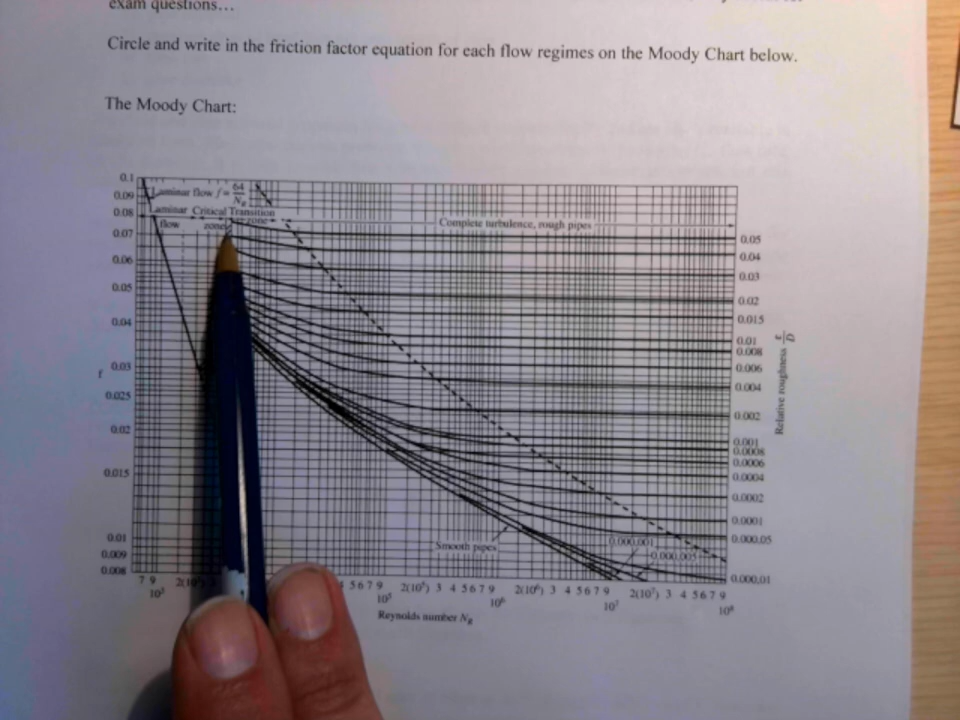 exam questions...
Circle and write in the friction factor equation for each flow regimes on the Moody Chart below.
The Moody Chart:
Laminar flow f = 64/N_R
Laminar Critical Transition
flow zone zone
Complete turbulence, rough pipes
0.1
0.09
0.08
0.07
0.06
0.05
0.04
0.03
0.025
0.02
0.015
0.01
0.009
0.008
f
0.05
0.04
0.03
0.02
0.015
0.01
0.008
0.006
0.004
0.002
0.001
0.0008
0.0006
0.0004
0.0002
0.0001
0.000,05
0.000,01
Relative roughness ε/D
Smooth pipes
0.000,001
0.000,005
7 9 2(10³) 3 4 5 6 7 9 2(10⁵) 3 4 5 6 7 9 2(10⁶) 3 4 5 6 7 9 2(10⁷) 3 4 5 6 7 9
10³ 10⁵ 10⁶ 10⁷ 10⁸
Reynolds number N_R